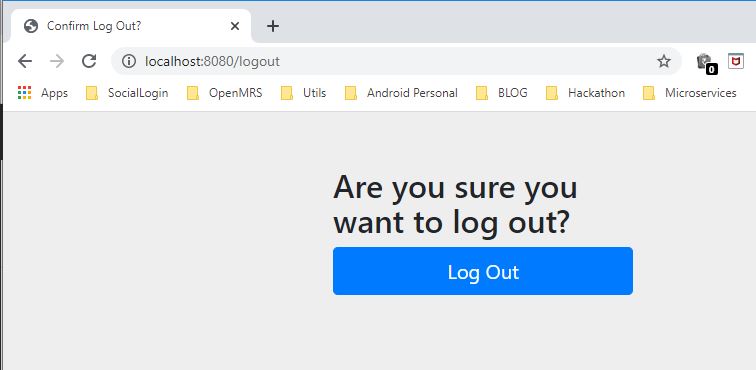 Confirm Log Out?
localhost:8080/logout
0
Apps SocialLogin OpenMRS Utils Android Personal BLOG Hackathon Microservices
Are you sure you
want to log out?
Log Out